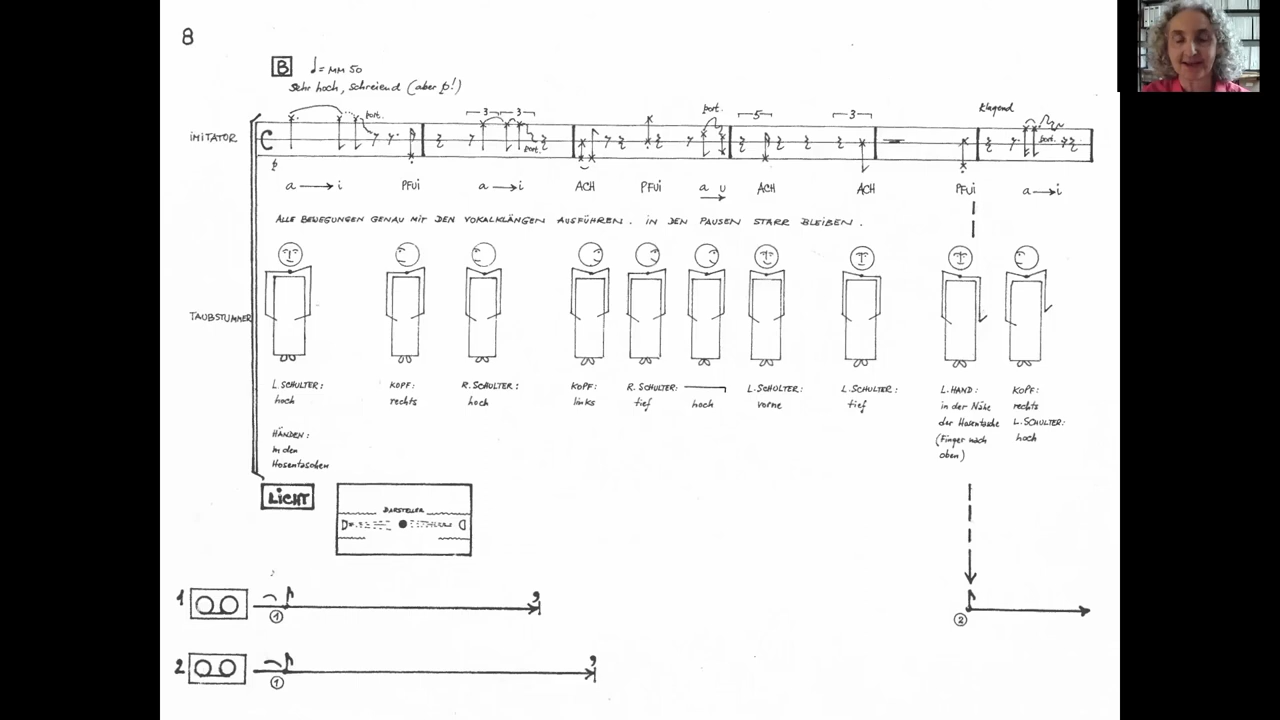 8
B ♩= MM 50
sehr hoch, schreiend (aber p!)
port. 3 3 port. port. 5 3 klagend port.
IMITATOR
p
a → i PFUi a → i ACH PFUi a u ACH ACH PFUi a → i
ALLE BEWEGUNGEN GENAU MIT DEN VOKALKLÄNGEN AUSFÜHREN. IN DEN PAUSEN STARR BLEIBEN.
TAUBSTUMMER
L. SCHULTER: KOPF: R. SCHULTER: KOPF: R. SCHULTER: L. SCHULTER: L. SCHULTER: L. HAND: KOPF:
hoch rechts hoch links tief hoch vorne tief in der Nähe rechts
der Hosentasche L. SCHULTER:
HÄNDEN: (Finger nach hoch
in den oben)
Hosentaschen
LICHT
DARSTELLER
1
1 2
2
1